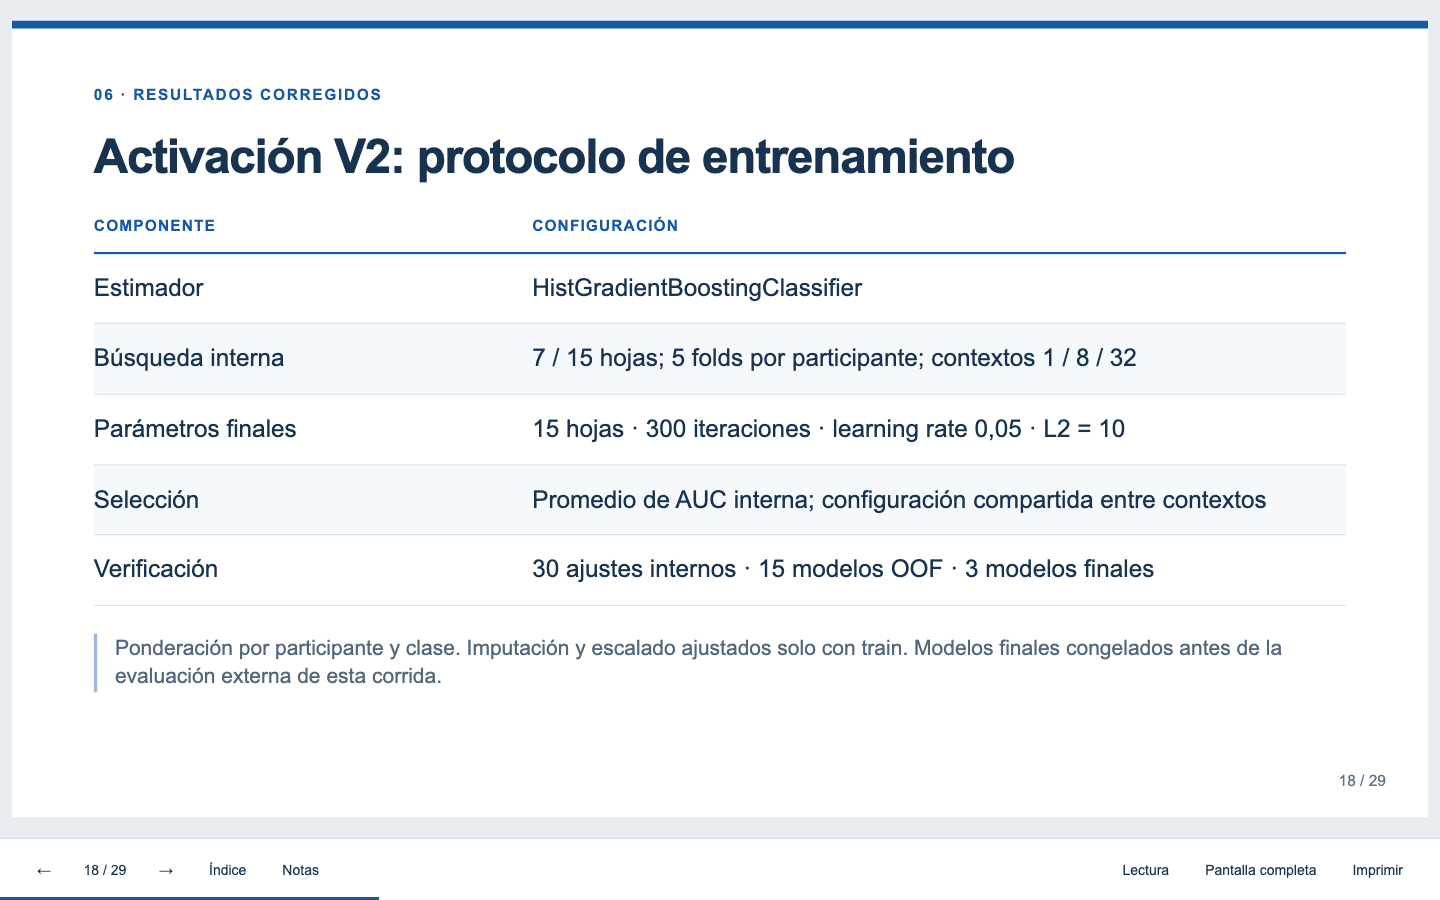 06 · RESULTADOS CORREGIDOS
Activación V2: protocolo de entrenamiento
COMPONENTE CONFIGURACIÓN
Estimador HistGradientBoostingClassifier
Búsqueda interna 7 / 15 hojas; 5 folds por participante; contextos 1 / 8 / 32
Parámetros finales 15 hojas · 300 iteraciones · learning rate 0,05 · L2 = 10
Selección Promedio de AUC interna; configuración compartida entre contextos
Verificación 30 ajustes internos · 15 modelos OOF · 3 modelos finales
Ponderación por participante y clase. Imputación y escalado ajustados solo con train. Modelos finales congelados antes de la
evaluación externa de esta corrida.
18 / 29
← 18 / 29 → Índice Notas Lectura Pantalla completa Imprimir